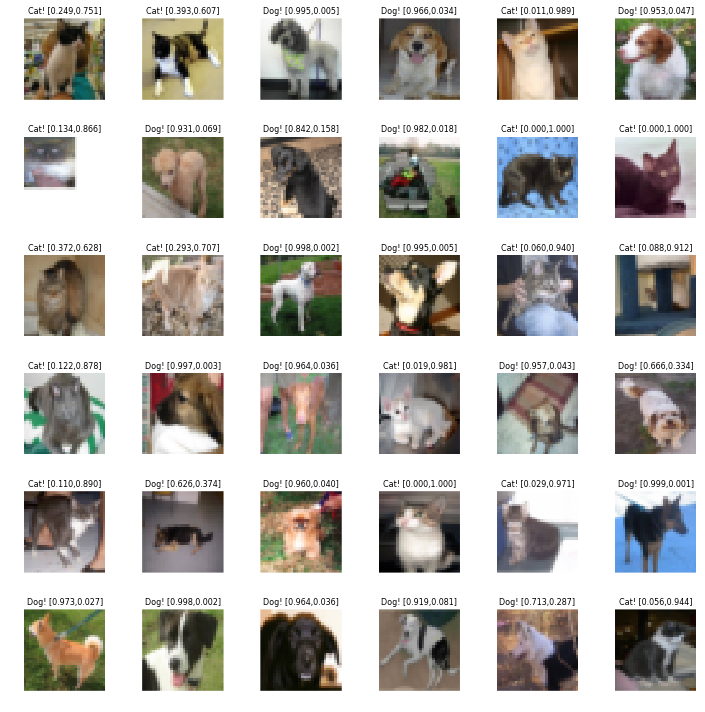 Cat! [0.249,0.751] Cat! [0.393,0.607] Dog! [0.995,0.005] Dog! [0.966,0.034] Cat! [0.011,0.989] Dog! [0.953,0.047]
Cat! [0.134,0.866] Dog! [0.931,0.069] Dog! [0.842,0.158] Dog! [0.982,0.018] Cat! [0.000,1.000] Cat! [0.000,1.000]
Cat! [0.372,0.628] Cat! [0.293,0.707] Dog! [0.998,0.002] Dog! [0.995,0.005] Cat! [0.060,0.940] Cat! [0.088,0.912]
Cat! [0.122,0.878] Dog! [0.997,0.003] Dog! [0.964,0.036] Cat! [0.019,0.981] Dog! [0.957,0.043] Dog! [0.666,0.334]
Cat! [0.110,0.890] Dog! [0.626,0.374] Dog! [0.960,0.040] Cat! [0.000,1.000] Cat! [0.029,0.971] Dog! [0.999,0.001]
Dog! [0.973,0.027] Dog! [0.998,0.002] Dog! [0.964,0.036] Dog! [0.919,0.081] Dog! [0.713,0.287] Cat! [0.056,0.944]